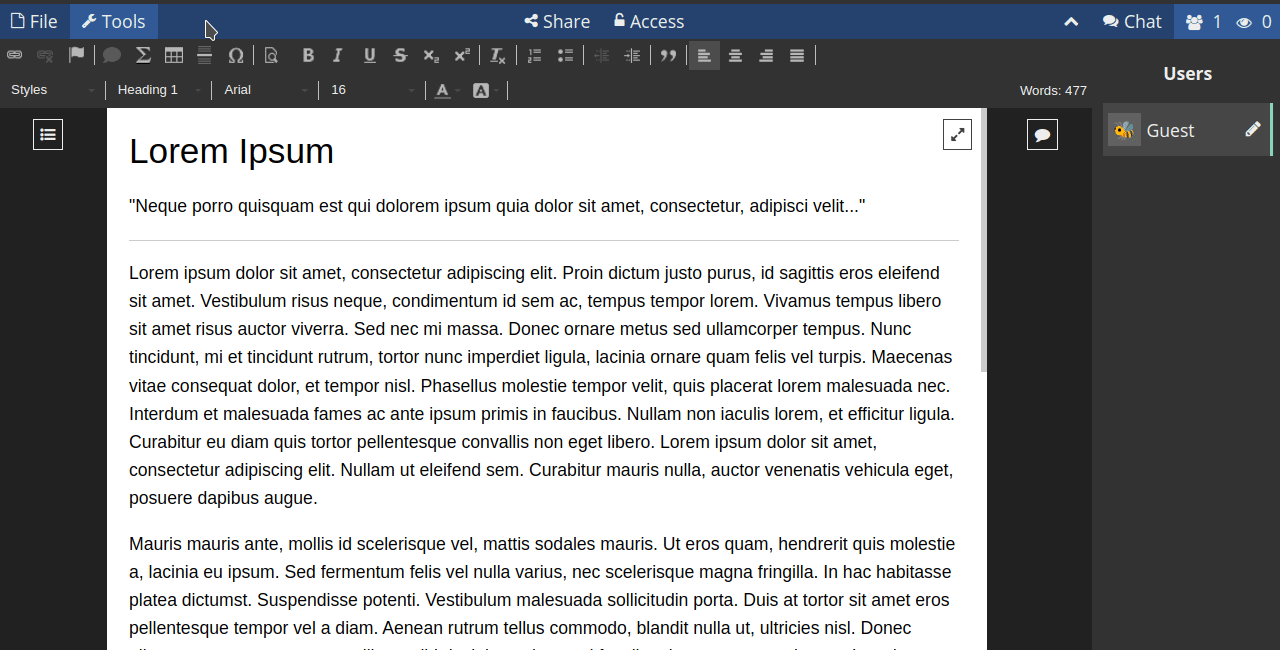 File Tools Share Access Chat 1 0
Styles Heading 1 Arial 16 Words: 477
Users
Guest
Lorem Ipsum
"Neque porro quisquam est qui dolorem ipsum quia dolor sit amet, consectetur, adipisci velit..."
Lorem ipsum dolor sit amet, consectetur adipiscing elit. Proin dictum justo purus, id sagittis eros eleifend
sit amet. Vestibulum risus neque, condimentum id sem ac, tempus tempor lorem. Vivamus tempus libero
sit amet risus auctor viverra. Sed nec mi massa. Donec ornare metus sed ullamcorper tempus. Nunc
tincidunt, mi et tincidunt rutrum, tortor nunc imperdiet ligula, lacinia ornare quam felis vel turpis. Maecenas
vitae consequat dolor, et tempor nisl. Phasellus molestie tempor velit, quis placerat lorem malesuada nec.
Interdum et malesuada fames ac ante ipsum primis in faucibus. Nullam non iaculis lorem, et efficitur ligula.
Curabitur eu diam quis tortor pellentesque convallis non eget libero. Lorem ipsum dolor sit amet,
consectetur adipiscing elit. Nullam ut eleifend sem. Curabitur mauris nulla, auctor venenatis vehicula eget,
posuere dapibus augue.
Mauris mauris ante, mollis id scelerisque vel, mattis sodales mauris. Ut eros quam, hendrerit quis molestie
a, lacinia eu ipsum. Sed fermentum felis vel nulla varius, nec scelerisque magna fringilla. In hac habitasse
platea dictumst. Suspendisse potenti. Vestibulum malesuada sollicitudin porta. Duis at tortor sit amet eros
pellentesque tempor vel a diam. Aenean rutrum tellus commodo, blandit nulla ut, ultricies nisl. Donec